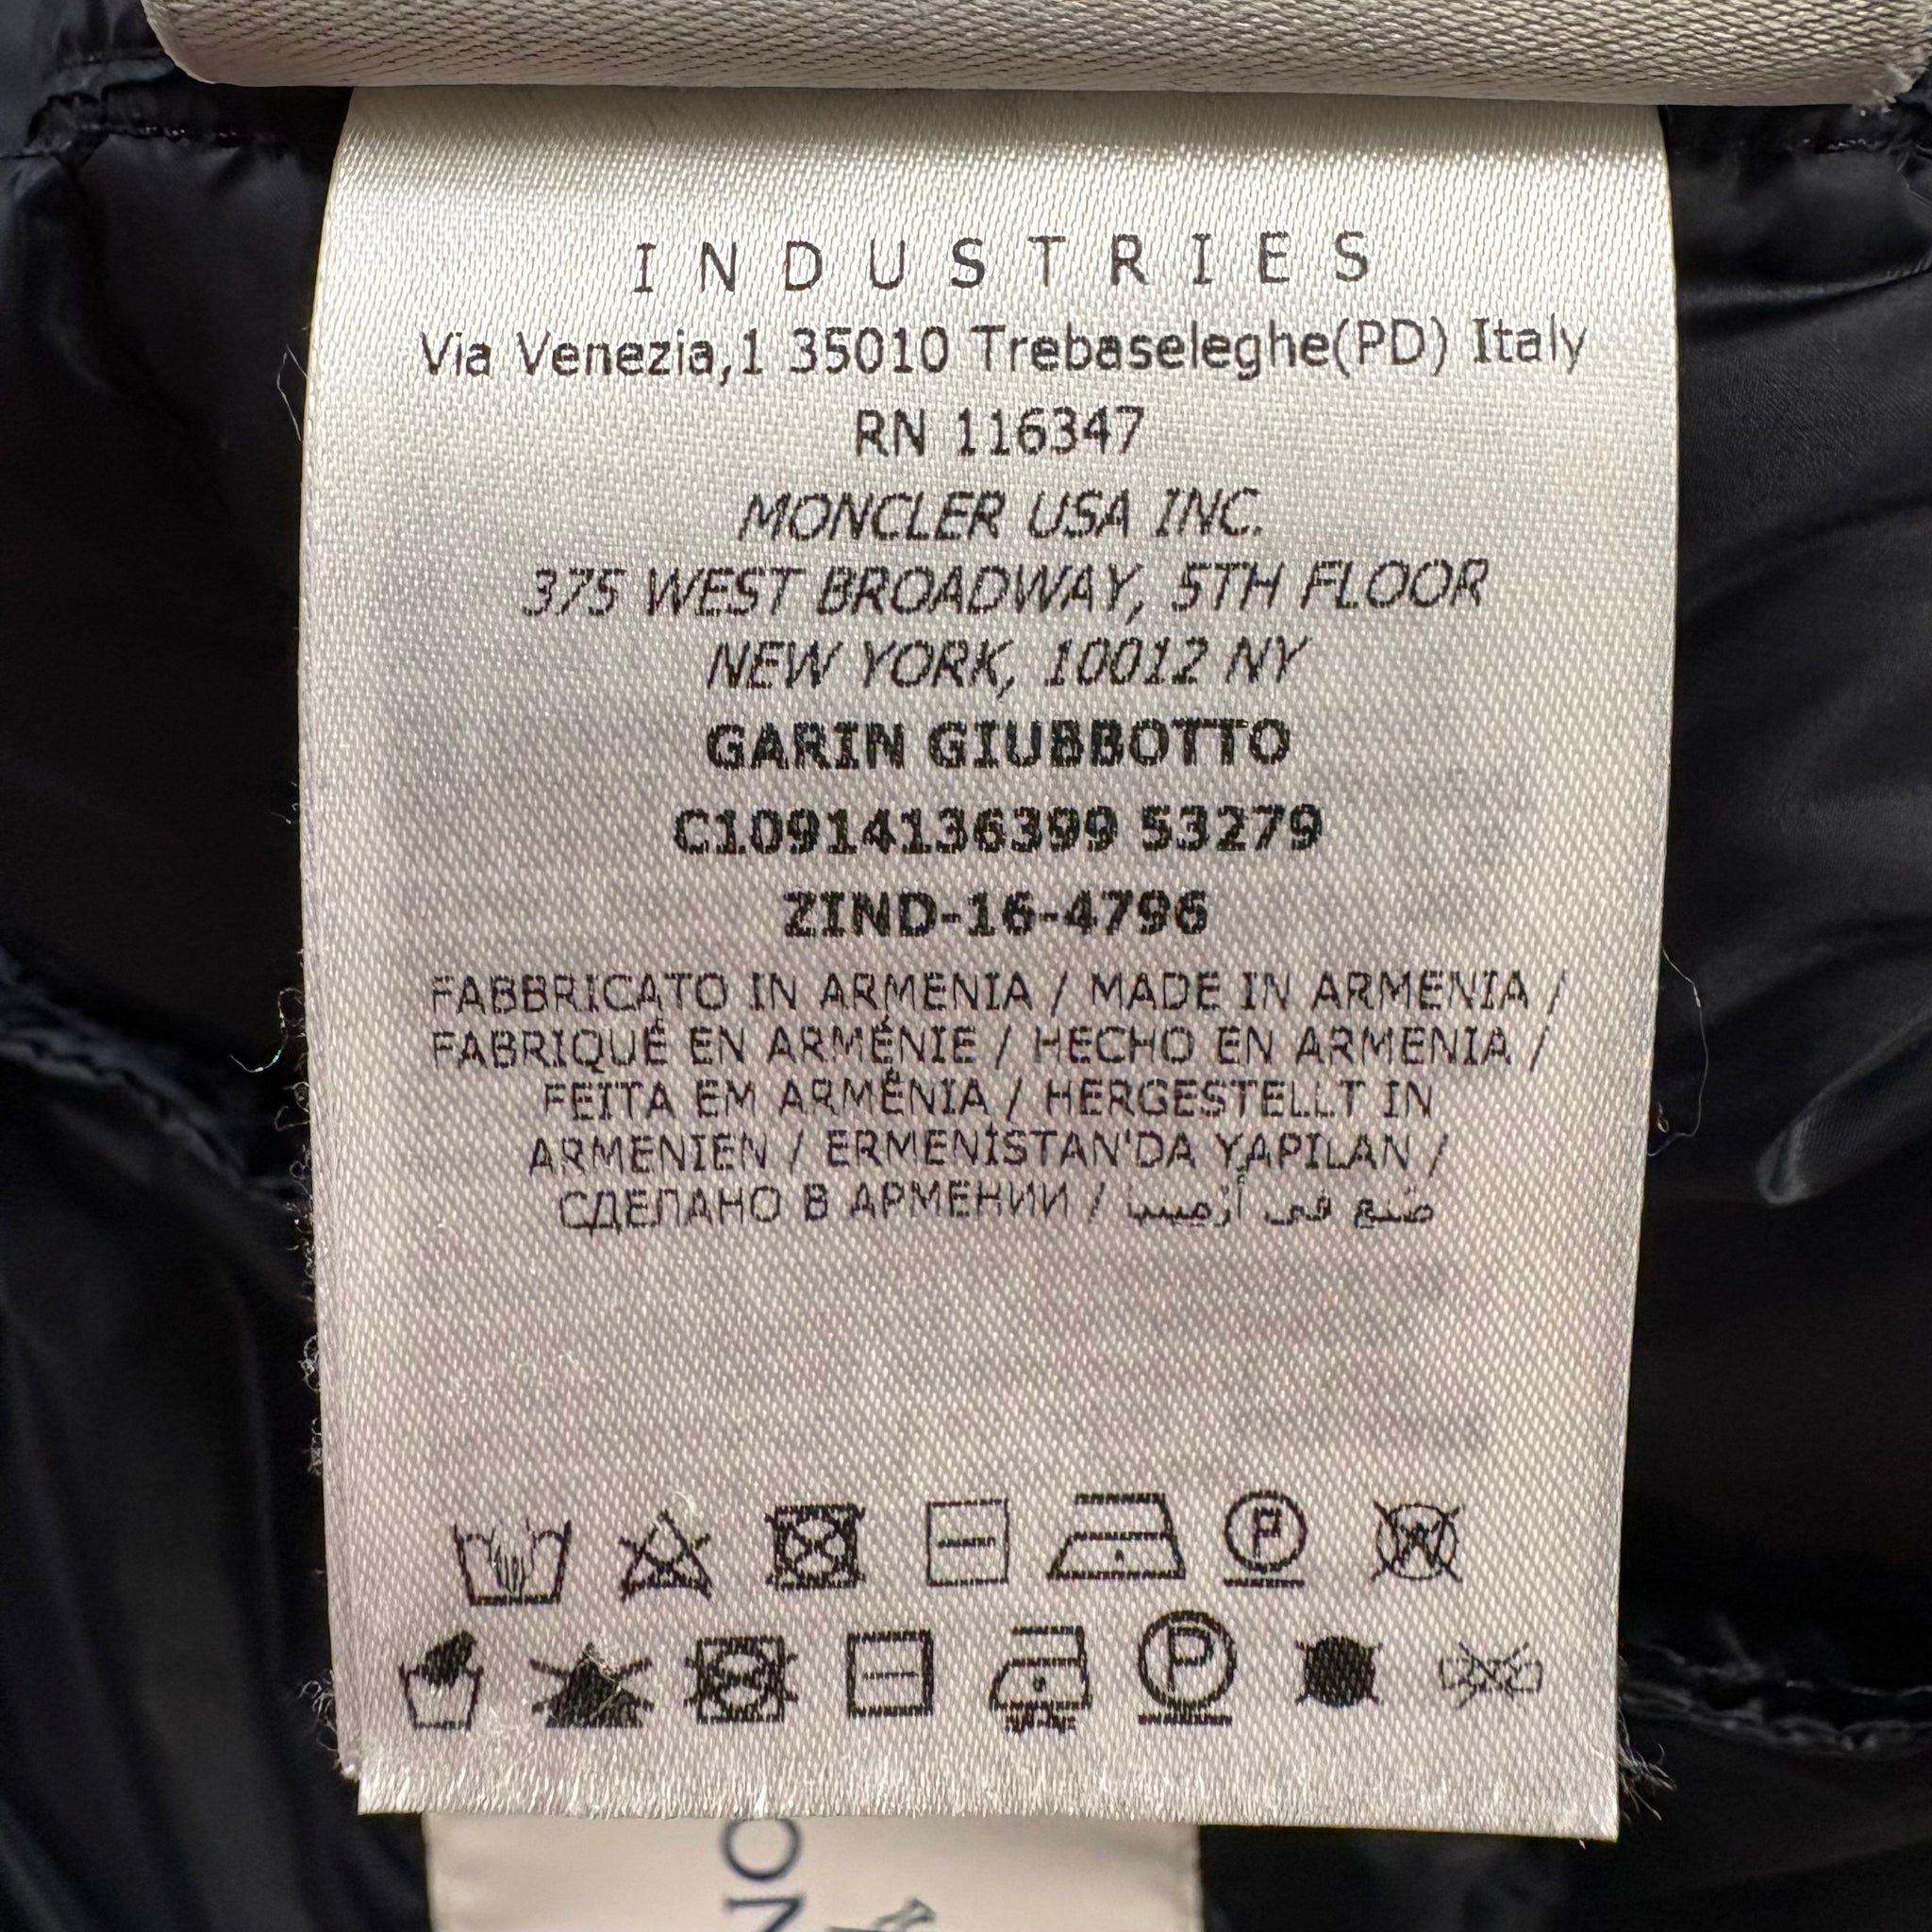 INDUSTRIES
Via Venezia,1 35010 Trebaseleghe(PD) Italy
RN 116347
MONCLER USA INC.
375 WEST BROADWAY, 5TH FLOOR
NEW YORK, 10012 NY
GARIN GIUBBOTTO
C10914136399 53279
ZIND-16-4796
FABBRICATO IN ARMENIA / MADE IN ARMENIA /
FABRIQUÉ EN ARMÉNIE / HECHO EN ARMENIA /
FEITA EM ARMÊNIA / HERGESTELLT IN
ARMENIEN / ERMENİSTAN'DA YAPILAN /
СДЕЛАНО В АРМЕНИИ / صنع في أرمينيا
P W
P
NO